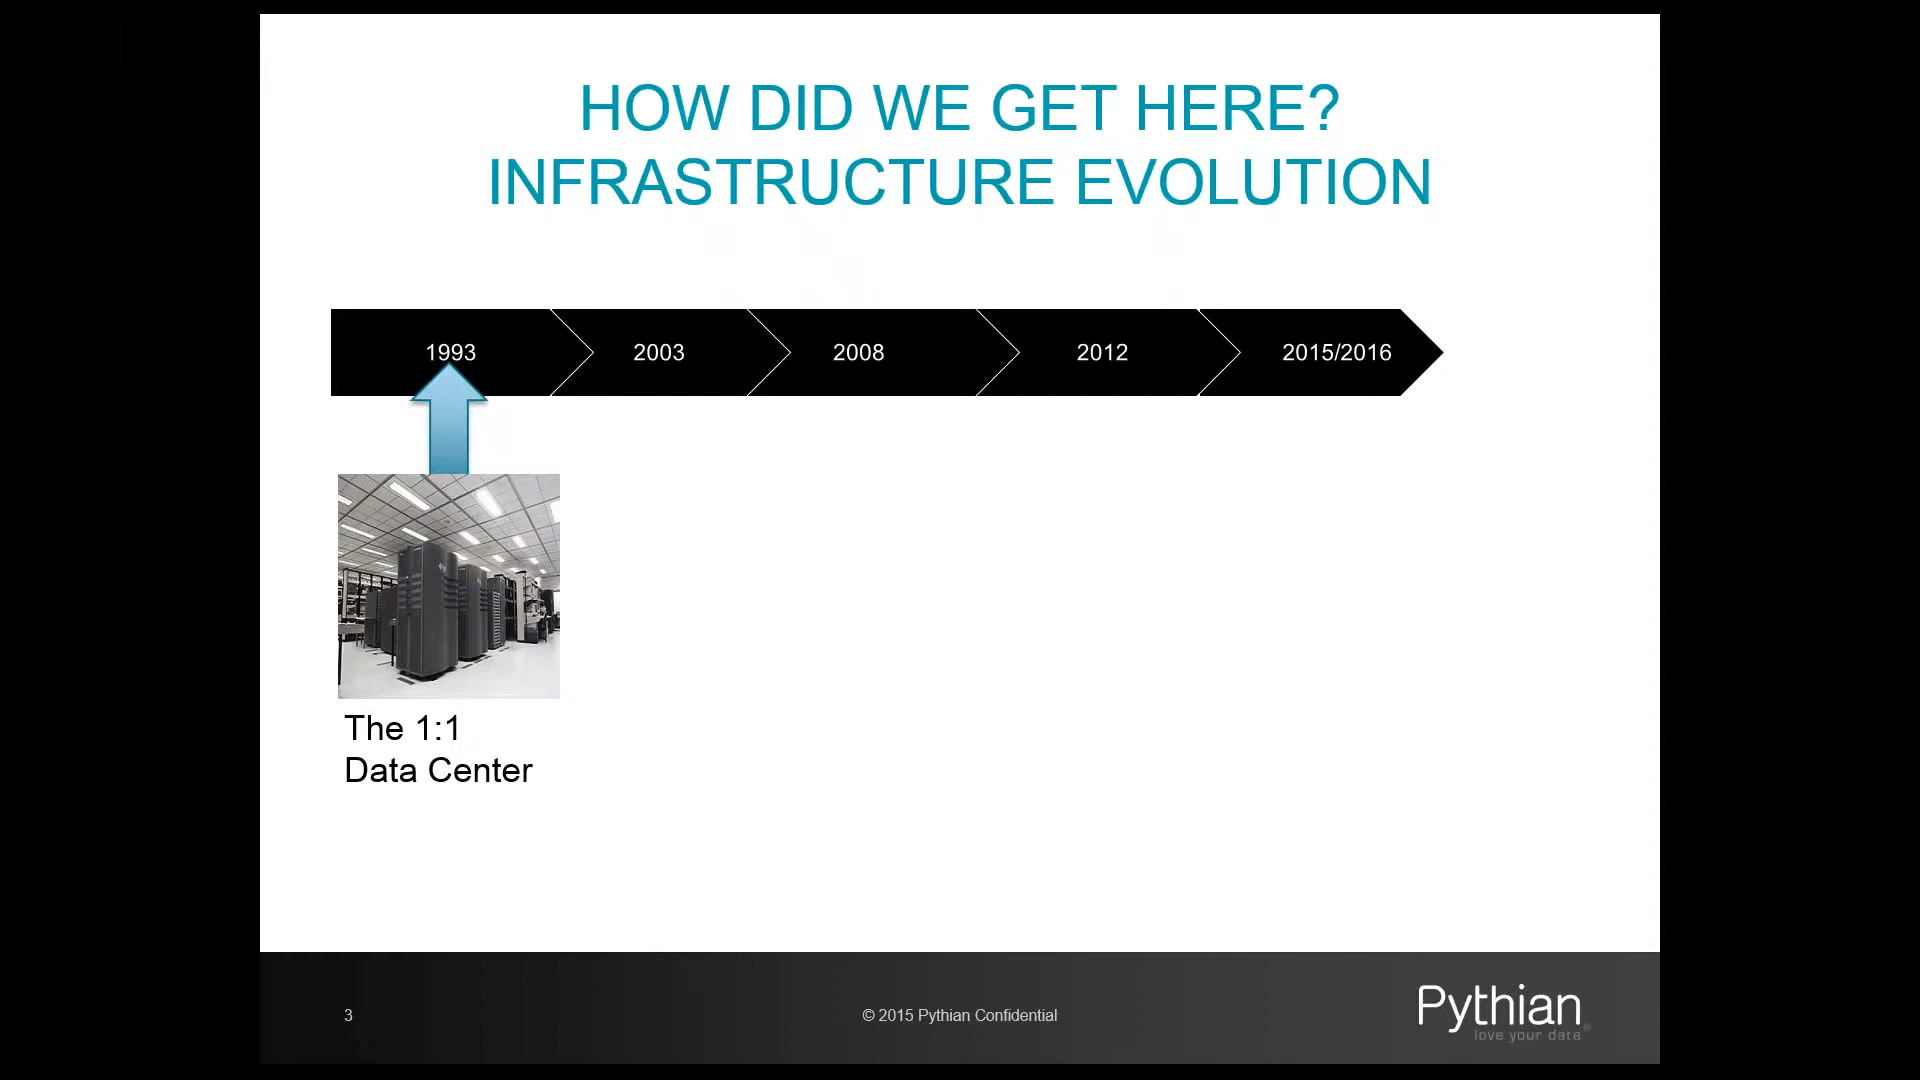 HOW DID WE GET HERE?
INFRASTRUCTURE EVOLUTION
1993
2003
2008
2012
2015/2016
The 1:1
Data Center
3
© 2015 Pythian Confidential
Pythian
love your data®